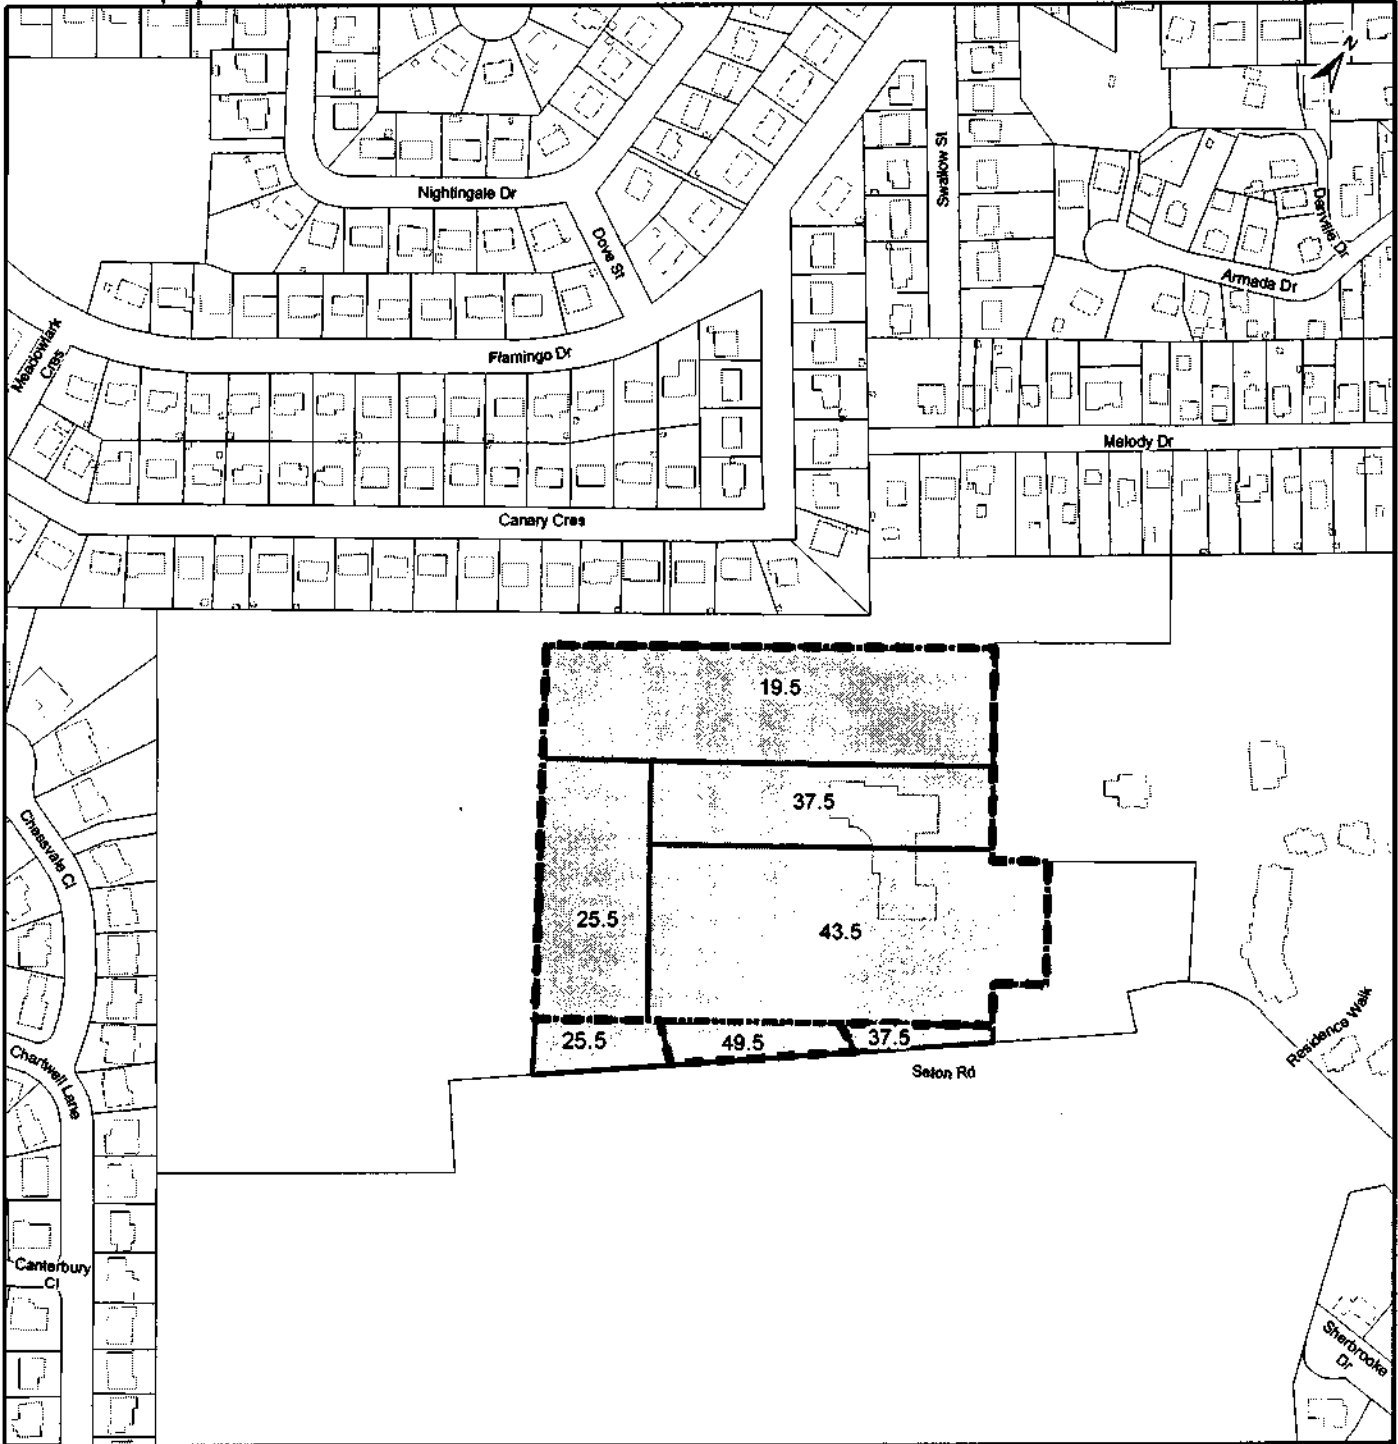 N
Nightingale Dr
Swallow St
Dove St
Denville Dr
Armada Dr
Meadowlark
Cres
Flamingo Dr
Melody Dr
Canary Cres
19.5
37.5
Chessvale Cl
25.5
43.5
Residence Walk
25.5
49.5
37.5
Seton Rd
Chartwell Lane
Canterbury
Cl
Sherbrooke
Dr